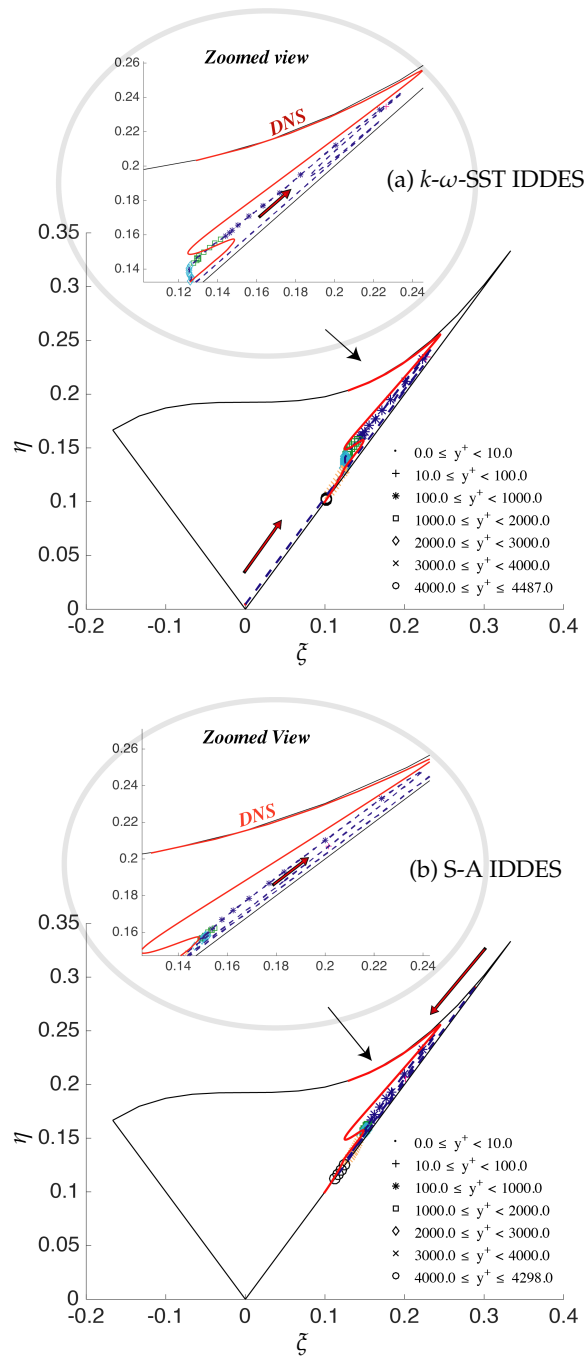 Zoomed view
0.26
0.24
0.22
0.2
0.18
0.16
0.14
DNS
0.12 0.14 0.16 0.18 0.2 0.22 0.24
(a) k-ω-SST IDDES
0.35
0.3
0.25
0.2
0.15
0.1
0.05
0
η
0.0 ≤ y+ < 10.0
10.0 ≤ y+ < 100.0
100.0 ≤ y+ < 1000.0
1000.0 ≤ y+ < 2000.0
2000.0 ≤ y+ < 3000.0
3000.0 ≤ y+ < 4000.0
4000.0 ≤ y+ ≤ 4487.0
-0.2 -0.1 0 0.1 0.2 0.3 0.4
ξ
Zoomed View
0.26
0.24
0.22
0.2
0.18
0.16
DNS
0.14 0.16 0.18 0.2 0.22 0.24
(b) S-A IDDES
0.35
0.3
0.25
0.2
0.15
0.1
0.05
0
η
0.0 ≤ y+ < 10.0
10.0 ≤ y+ < 100.0
100.0 ≤ y+ < 1000.0
1000.0 ≤ y+ < 2000.0
2000.0 ≤ y+ < 3000.0
3000.0 ≤ y+ < 4000.0
4000.0 ≤ y+ ≤ 4298.0
-0.2 -0.1 0 0.1 0.2 0.3 0.4
ξ